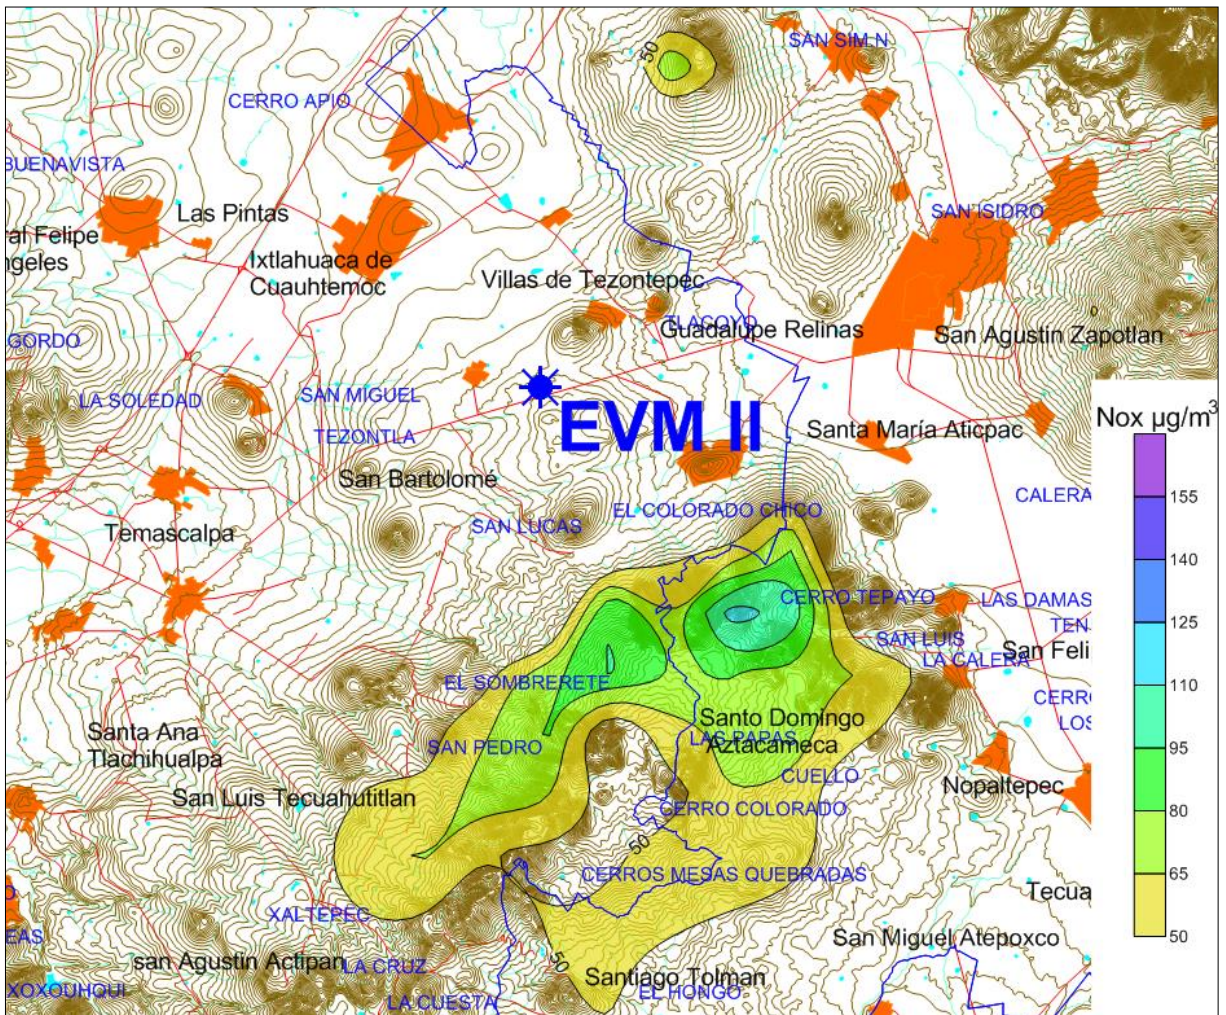 SAN SIM.N
50
CERRO APIO
BUENAVISTA
Las Pintas
SAN ISIDRO
ral Felipe
ngeles
Ixtlahuaca de
Cuauhtemoc
Villas de Tezontepec
TLACOYO
Guadalupe Relinas
San Agustin Zapotlan
0
GORDO
LA SOLEDAD
SAN MIGUEL
EVM II
TEZONTLA
Santa María Aticpac
Nox µg/m³
San Bartolomé
CALERA
155
EL COLORADO CHICO
SAN LUCAS
Temascalpa
140
CERRO TEPAYO
LAS DAMAS
125
TEN
SAN LUIS
San Feli
LA CALERA
EL SOMBRERETE
110
CERRO
LOS
Santo Domingo
Aztacameca
LAS PAPAS
SAN PEDRO
95
Santa Ana
Tlachihualpa
CUELLO
Nopaltepec
San Luis Tecuahutitlan
CERRO COLORADO
80
50
CERROS MESAS QUEBRADAS
65
Tecua
XALTEPEC
EAS
San Miguel Atepoxco
50
san Agustin Actipan
LA CRUZ
50
Santiago Tolman
XOXOUHQUI
LA CUESTA
EL HONGO